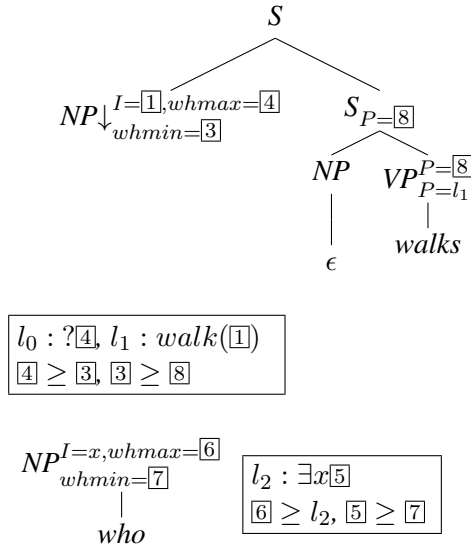 S
NP↓ I=1, whmax=4 whmin=3
S P=8
NP VP P=8 P=l1
ϵ walks
l0 : ?4, l1 : walk(1)
4 ≥ 3, 3 ≥ 8
NP I=x, whmax=6 whmin=7
who
l2 : ∃x5
6 ≥ l2, 5 ≥ 7